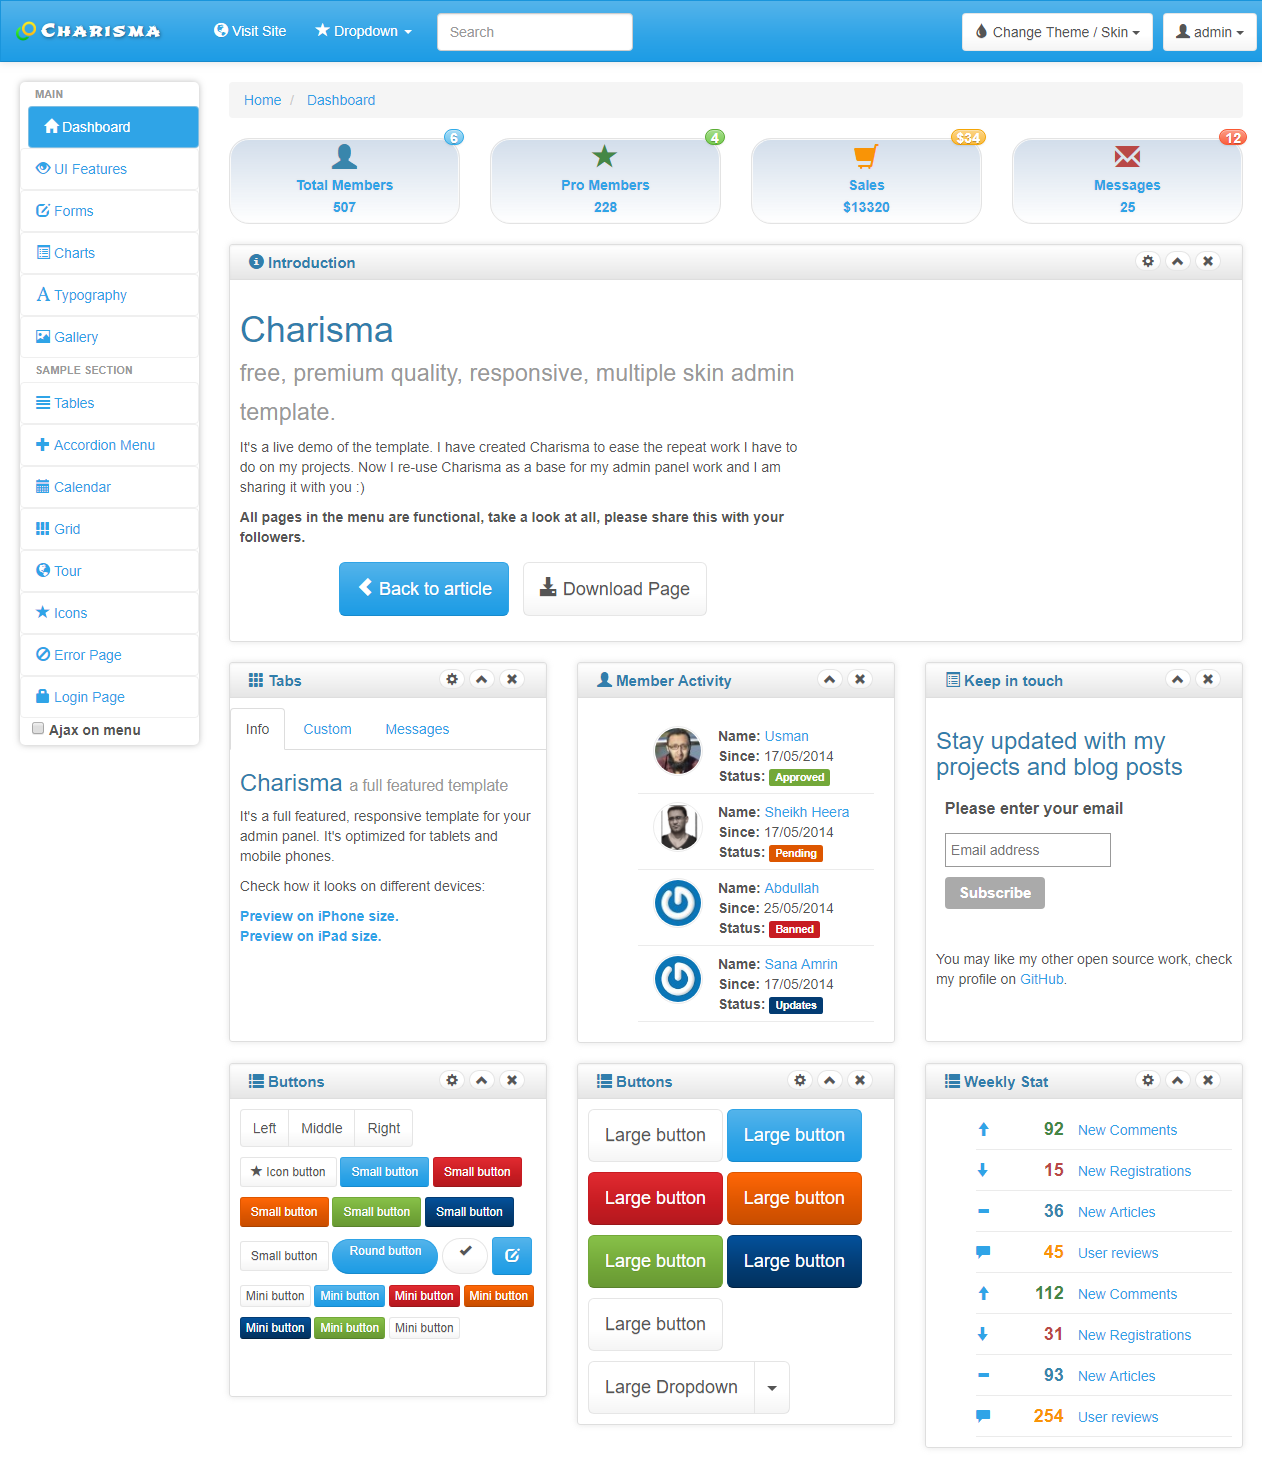 CHARISMA
Visit Site
Dropdown
Search
Change Theme / Skin
admin
MAIN
Dashboard
UI Features
Forms
Charts
Typography
Gallery
SAMPLE SECTION
Tables
Accordion Menu
Calendar
Grid
Tour
Icons
Error Page
Login Page
Ajax on menu
Home / Dashboard
6
Total Members
507
4
Pro Members
228
$34
Sales
$13320
12
Messages
25
Introduction
Charisma
free, premium quality, responsive, multiple skin admin
template.
It's a live demo of the template. I have created Charisma to ease the repeat work I have to
do on my projects. Now I re-use Charisma as a base for my admin panel work and I am
sharing it with you :)
All pages in the menu are functional, take a look at all, please share this with your
followers.
Back to article
Download Page
Tabs
Info Custom Messages
Charisma a full featured template
It's a full featured, responsive template for your
admin panel. It's optimized for tablets and
mobile phones.
Check how it looks on different devices:
Preview on iPhone size.
Preview on iPad size.
Member Activity
Name: Usman
Since: 17/05/2014
Status: Approved
Name: Sheikh Heera
Since: 17/05/2014
Status: Pending
Name: Abdullah
Since: 25/05/2014
Status: Banned
Name: Sana Amrin
Since: 17/05/2014
Status: Updates
Keep in touch
Stay updated with my
projects and blog posts
Please enter your email
Email address
Subscribe
You may like my other open source work, check
my profile on GitHub.
Buttons
Left Middle Right
Icon button Small button Small button
Small button Small button Small button
Small button Round button
Mini button Mini button Mini button Mini button
Mini button Mini button Mini button
Buttons
Large button Large button
Large button Large button
Large button Large button
Large button
Large Dropdown
Weekly Stat
92 New Comments
15 New Registrations
36 New Articles
45 User reviews
112 New Comments
31 New Registrations
93 New Articles
254 User reviews